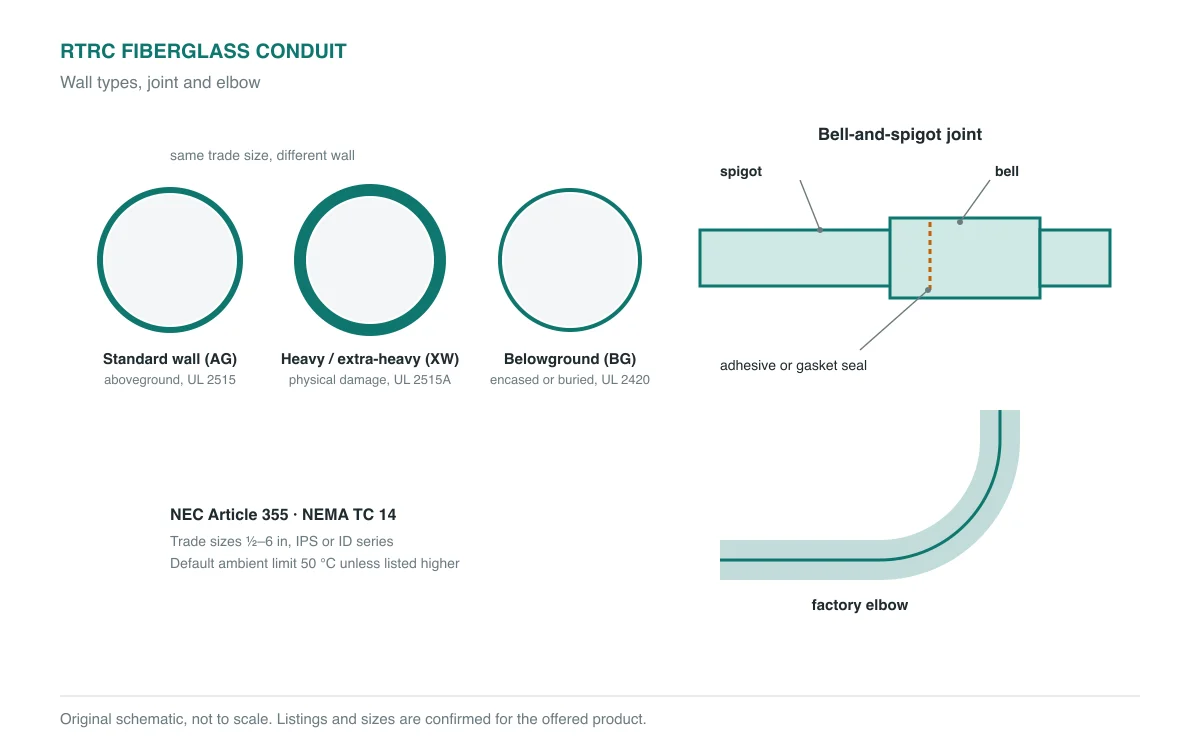 RTRC FIBERGLASS CONDUIT
Wall types, joint and elbow
same trade size, different wall
Standard wall (AG)
aboveground, UL 2515
Heavy / extra-heavy (XW)
physical damage, UL 2515A
Belowground (BG)
encased or buried, UL 2420
Bell-and-spigot joint
spigot
bell
adhesive or gasket seal
NEC Article 355 · NEMA TC 14
Trade sizes ½–6 in, IPS or ID series
Default ambient limit 50 °C unless listed higher
factory elbow
Original schematic, not to scale. Listings and sizes are confirmed for the offered product.